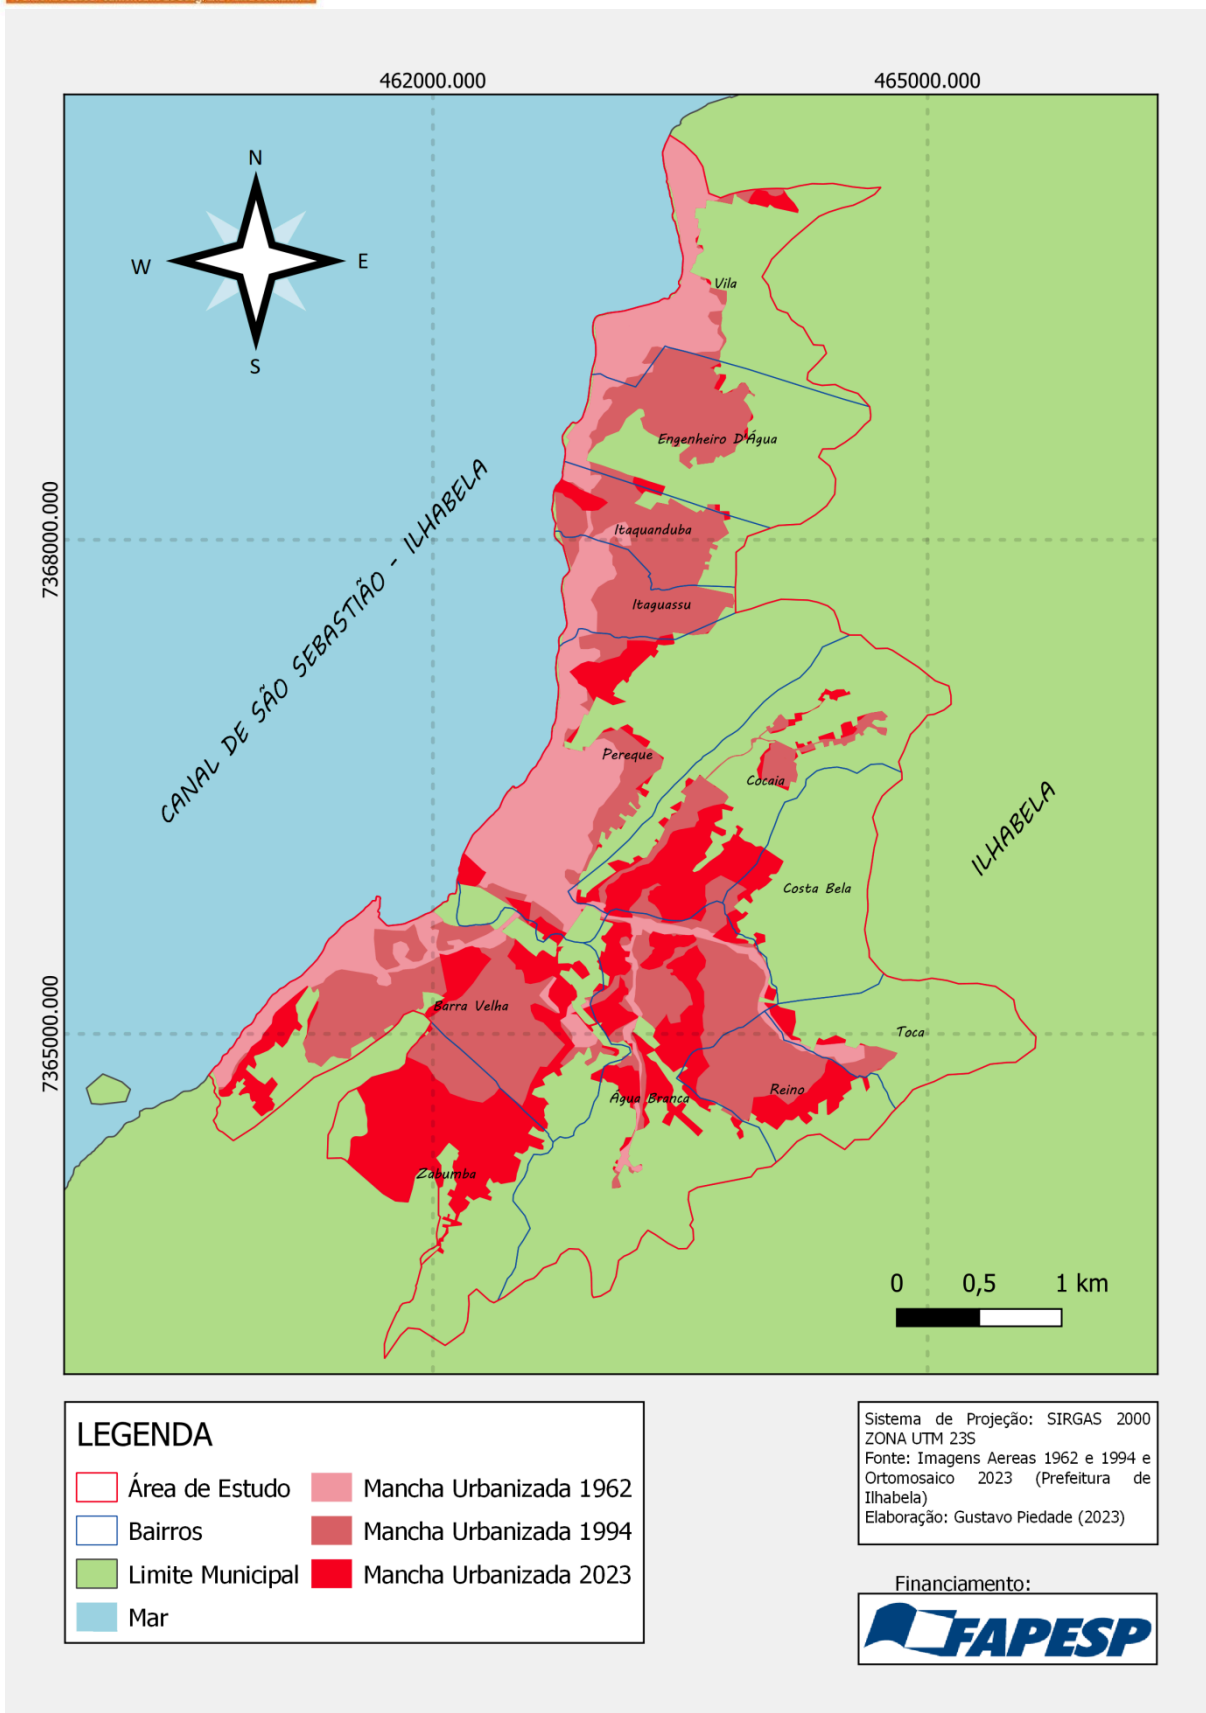 462000.000
465000.000
N
W
E
S
Vila
Engenheiro D'Água
CANAL DE SÃO SEBASTIÃO - ILHABELA
7368000.000
Itaquanduba
Itaguassu
Pereque
Cocaia
ILHABELA
Costa Bela
Barra Velha
Toca
7365000.000
Reino
Agua Branca
Zabumba
0 0,5 1 km
LEGENDA
Área de Estudo
Bairros
Limite Municipal
Mar
Mancha Urbanizada 1962
Mancha Urbanizada 1994
Mancha Urbanizada 2023
Sistema de Projeção: SIRGAS 2000
ZONA UTM 23S
Fonte: Imagens Aereas 1962 e 1994 e
Ortomosaico 2023 (Prefeitura de
Ilhabela)
Elaboração: Gustavo Piedade (2023)
Financiamento:
FAPESP